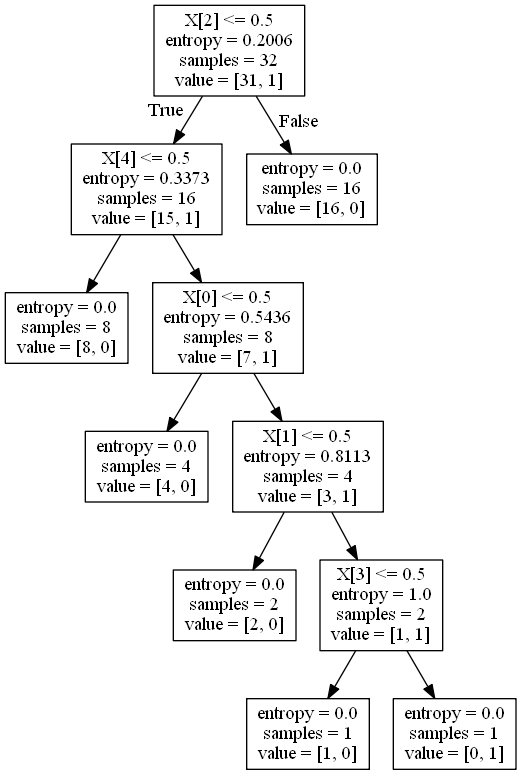 X[2] <= 0.5
entropy = 0.2006
samples = 32
value = [31, 1]
True
False
X[4] <= 0.5
entropy = 0.3373
samples = 16
value = [15, 1]
entropy = 0.0
samples = 16
value = [16, 0]
entropy = 0.0
samples = 8
value = [8, 0]
X[0] <= 0.5
entropy = 0.5436
samples = 8
value = [7, 1]
entropy = 0.0
samples = 4
value = [4, 0]
X[1] <= 0.5
entropy = 0.8113
samples = 4
value = [3, 1]
entropy = 0.0
samples = 2
value = [2, 0]
X[3] <= 0.5
entropy = 1.0
samples = 2
value = [1, 1]
entropy = 0.0
samples = 1
value = [1, 0]
entropy = 0.0
samples = 1
value = [0, 1]